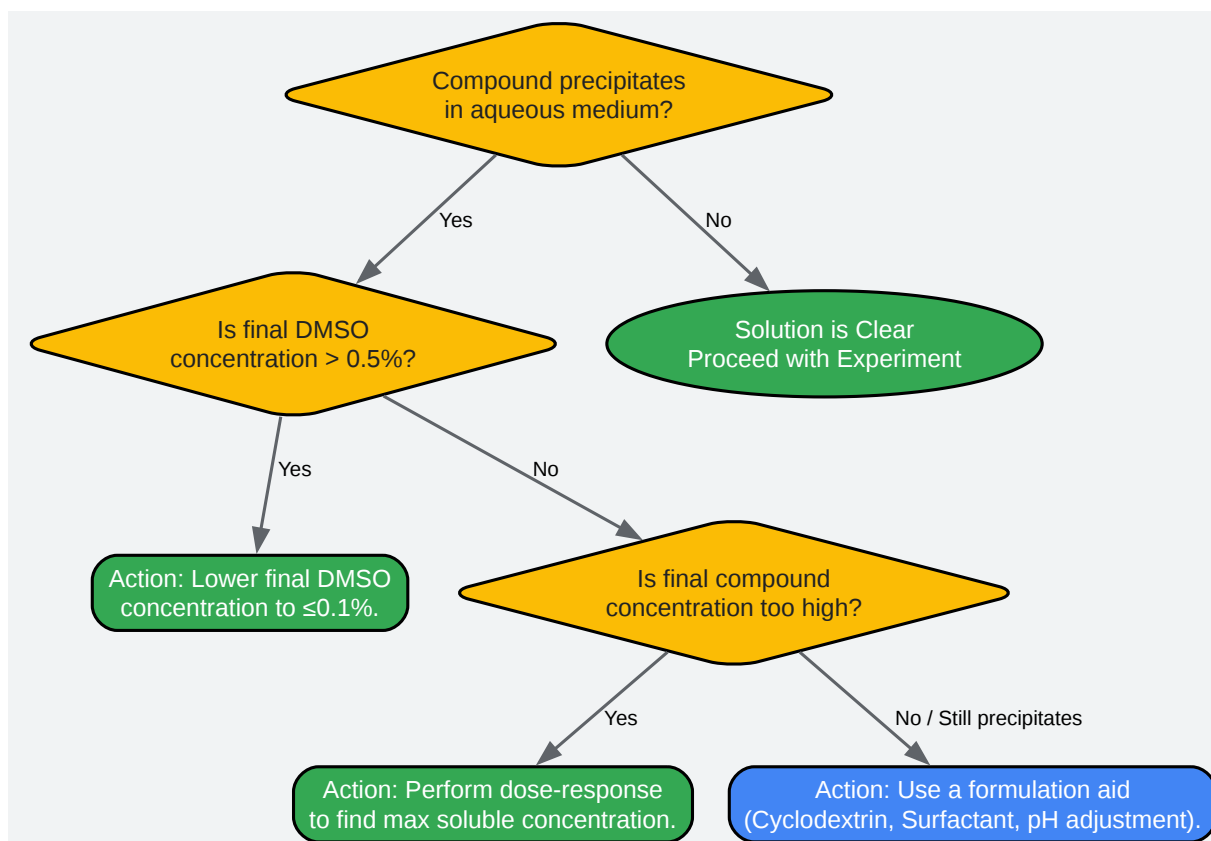 Compound precipitates
in aqueous medium?
Yes
No
Is final DMSO
concentration > 0.5%?
Solution is Clear
Proceed with Experiment
Yes
No
Action: Lower final DMSO
concentration to ≤0.1%.
Is final compound
concentration too high?
Yes
No / Still precipitates
Action: Perform dose-response
to find max soluble concentration.
Action: Use a formulation aid
(Cyclodextrin, Surfactant, pH adjustment).